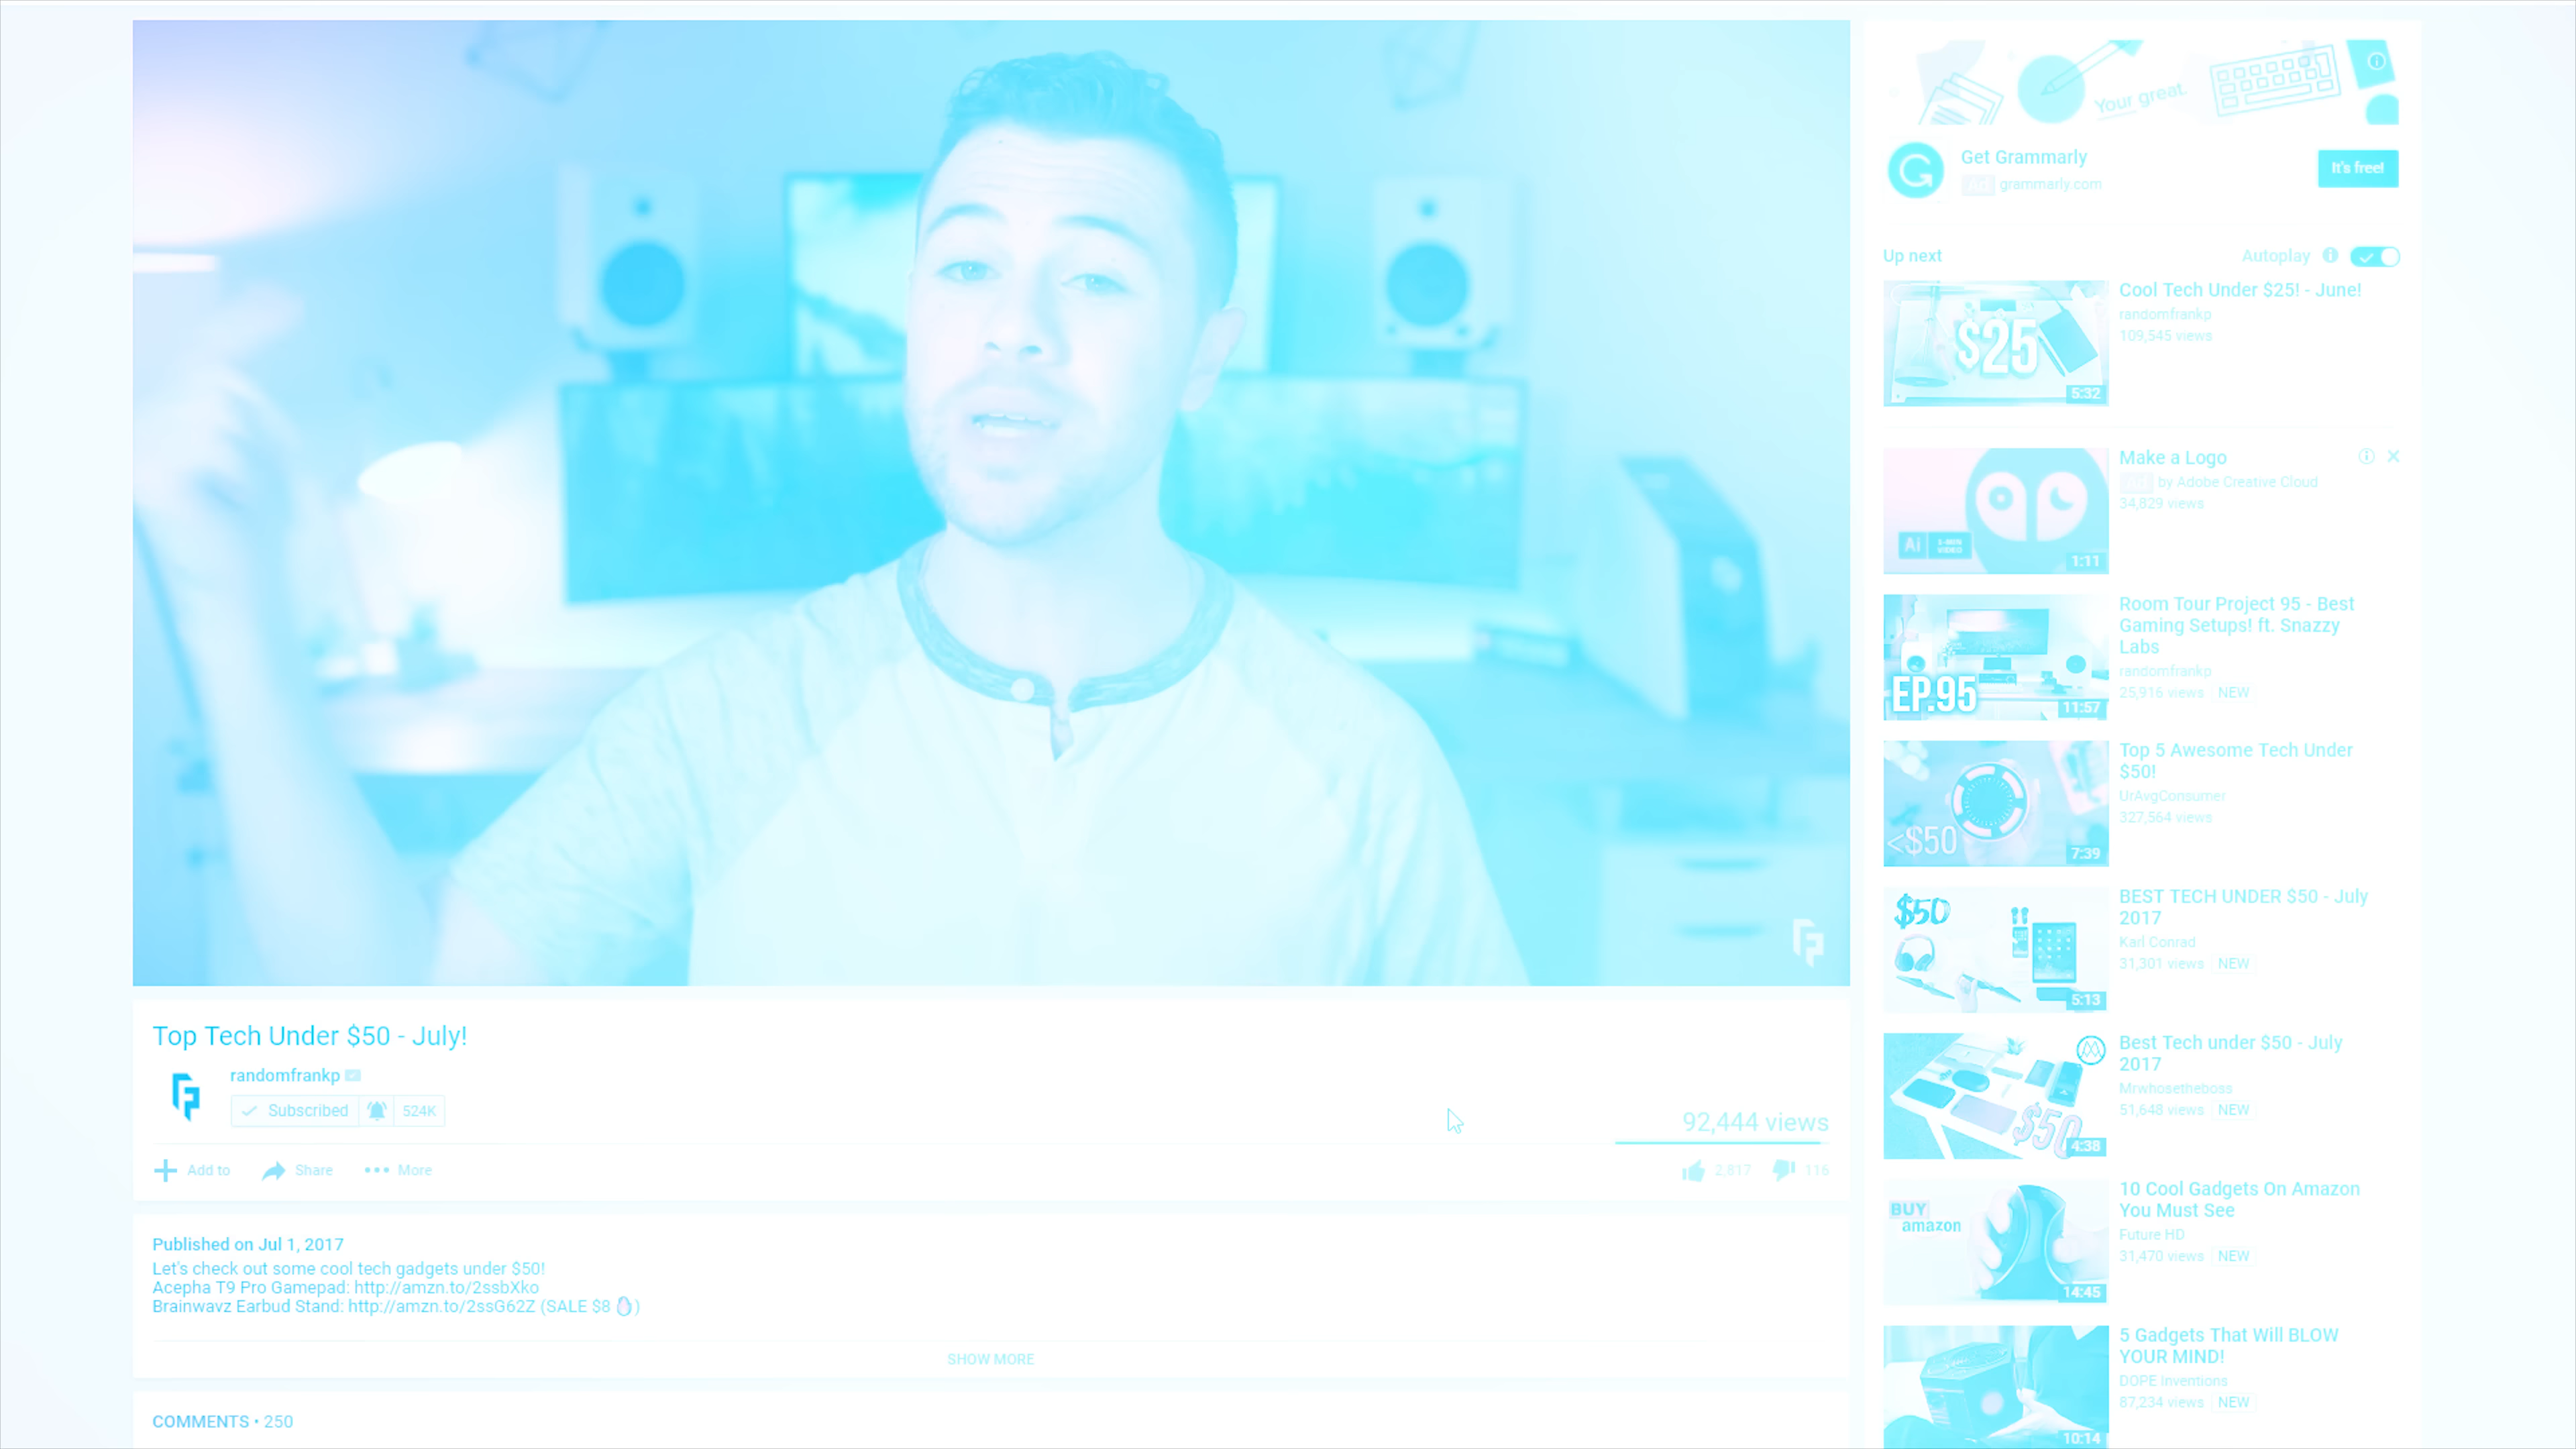 Your great.
Get Grammarly
Ad grammarly.com
It's free!
Up next
Autoplay
$25
5:32
Cool Tech Under $25! - June!
randomfrankp
109,545 views
Ai
1-MIN
VIDEO
1:11
Make a Logo
Ad by Adobe Creative Cloud
34,829 views
EP.95
11:57
Room Tour Project 95 - Best
Gaming Setups! ft. Snazzy
Labs
randomfrankp
25,916 views NEW
<$50
7:39
Top 5 Awesome Tech Under
$50!
UrAvgConsumer
327,564 views
$50
5:13
BEST TECH UNDER $50 - July
2017
Karl Conrad
31,301 views NEW
$50
4:38
Best Tech under $50 - July
2017
Mrwhosetheboss
51,648 views NEW
BUY
amazon
14:45
10 Cool Gadgets On Amazon
You Must See
Future HD
31,470 views NEW
10:14
5 Gadgets That Will BLOW
YOUR MIND!
DOPE Inventions
87,234 views NEW
Top Tech Under $50 - July!
randomfrankp
Subscribed 524K
92,444 views
Add to Share More
2,817 116
Published on Jul 1, 2017
Let's check out some cool tech gadgets under $50!
Acepha T9 Pro Gamepad: http://amzn.to/2ssbXko
Brainwavz Earbud Stand: http://amzn.to/2ssG62Z (SALE $8 )
SHOW MORE
COMMENTS • 250